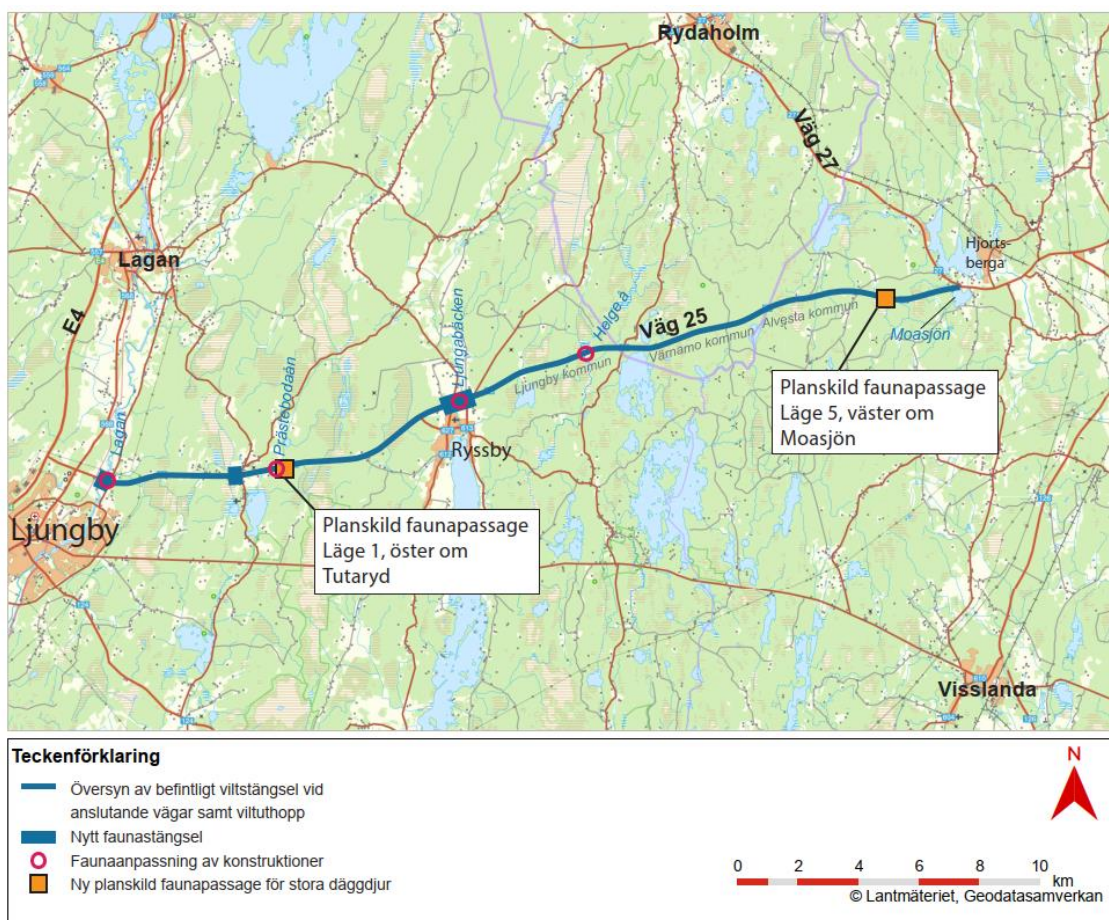 Rydaholm
Väg 27
Lagan
E4
Hjorts-
berga
Helge å
Väg 25
Ljungabäcken
Prästebodaån
Lagan
Ljungby kommun
Värnamo kommun
Alvesta kommun
Moasjön
Planskild faunapassage
Läge 5, väster om
Moasjön
Ryssby
Ljungby
Planskild faunapassage
Läge 1, öster om
Tutaryd
Visslanda
Teckenförklaring
Översyn av befintligt viltstängsel vid
anslutande vägar samt viltuthopp
Nytt faunastängsel
Faunaanpassning av konstruktioner
Ny planskild faunapassage för stora däggdjur
N
0 2 4 6 8 10
km
© Lantmäteriet, Geodatasamverkan